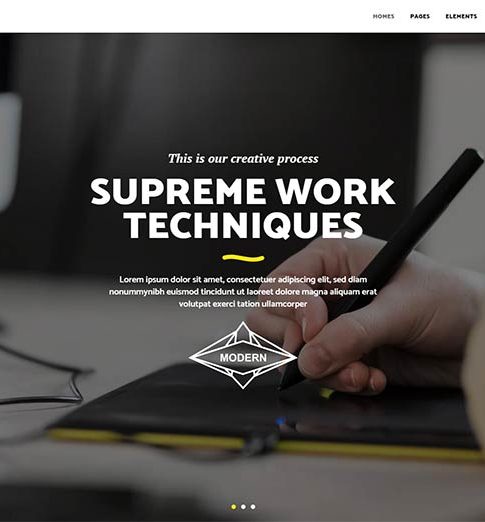 HOMES PAGES ELEMENTS
This is our creative process
SUPREME WORK
TECHNIQUES
Lorem ipsum dolor sit amet, consectetuer adipiscing elit, sed diam
nonummynibh euismod tincidunt ut laoreet dolore magna aliquam erat
volutpat exerci tation ullamcorper
MODERN